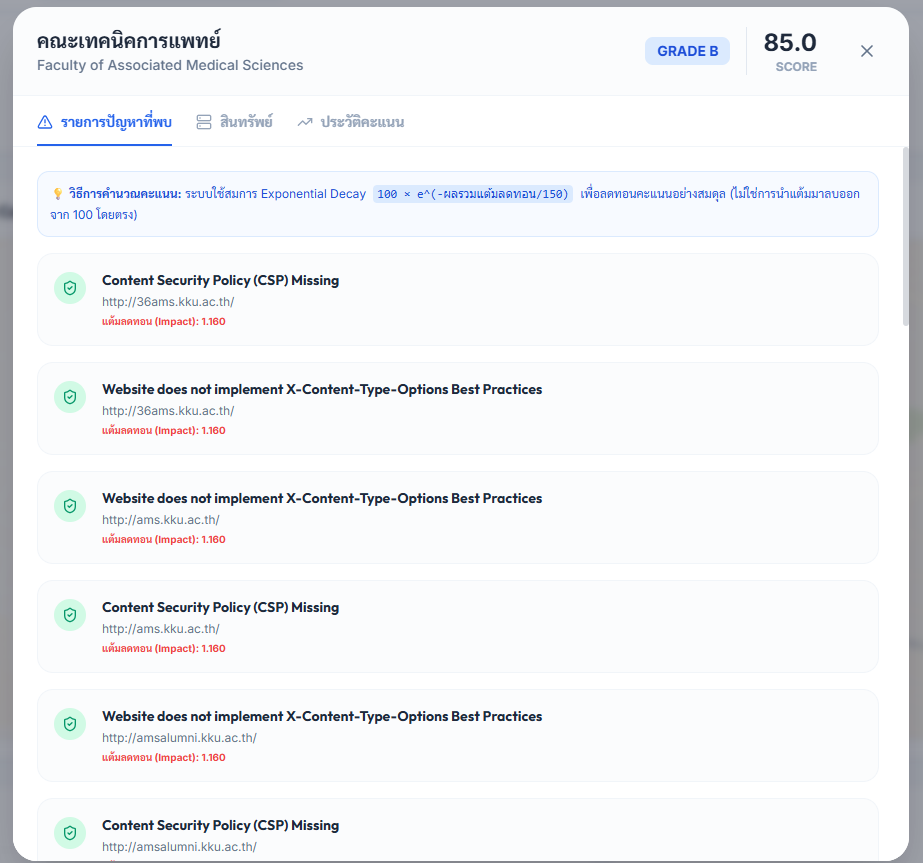 คณะเทคนิคการแพทย์
Faculty of Associated Medical Sciences
GRADE B
85.0
SCORE
รายการปัญหาที่พบ
สินทรัพย์
ประวัติคะแนน
💡 วิธีการคำนวณคะแนน: ระบบใช้สมการ Exponential Decay 100 × e^(-ผลรวมแต้มลดทอน/150) เพื่อลดทอนคะแนนอย่างสมดุล (ไม่ใช่การนำแต้มมาลบออก
จาก 100 โดยตรง)
Content Security Policy (CSP) Missing
http://36ams.kku.ac.th/
แต้มลดทอน (Impact): 1.160
Website does not implement X-Content-Type-Options Best Practices
http://36ams.kku.ac.th/
แต้มลดทอน (Impact): 1.160
Website does not implement X-Content-Type-Options Best Practices
http://ams.kku.ac.th/
แต้มลดทอน (Impact): 1.160
Content Security Policy (CSP) Missing
http://ams.kku.ac.th/
แต้มลดทอน (Impact): 1.160
Website does not implement X-Content-Type-Options Best Practices
http://amsalumni.kku.ac.th/
แต้มลดทอน (Impact): 1.160
Content Security Policy (CSP) Missing
http://amsalumni.kku.ac.th/